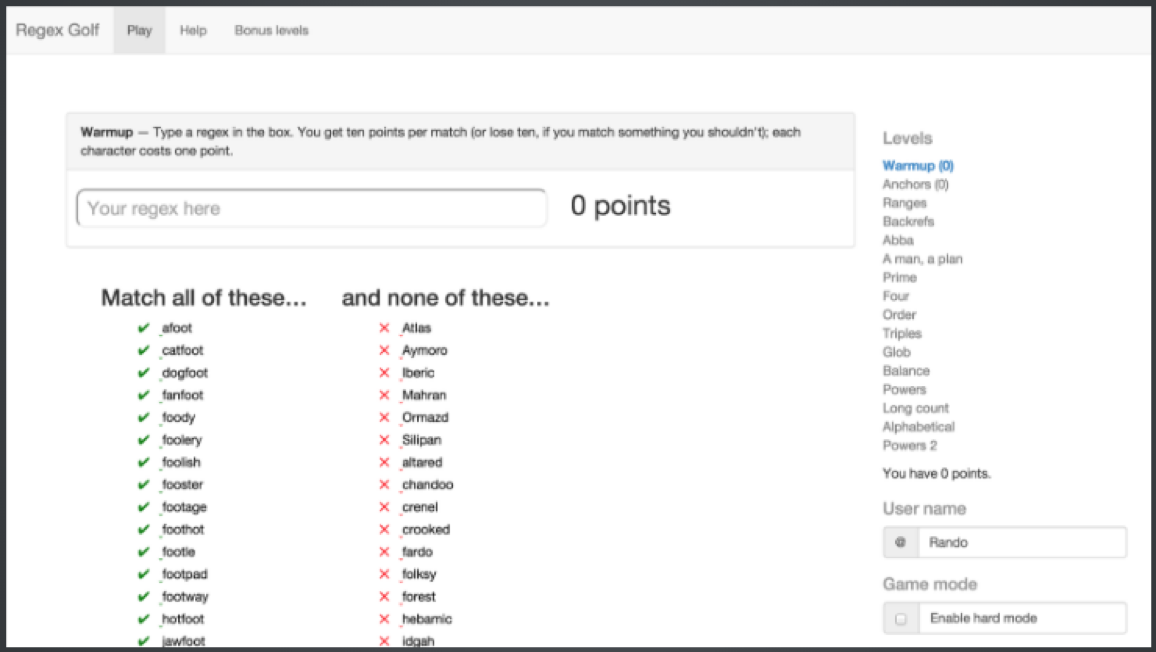 Regex Golf Play Help Bonus levels
Warmup — Type a regex in the box. You get ten points per match (or lose ten, if you match something you shouldn't); each
character costs one point.
Your regex here
0 points
Match all of these…
afoot
catfoot
dogfoot
fanfoot
foody
foolery
foolish
fooster
footage
foothot
footle
footpad
footway
hotfoot
jawfoot
and none of these…
Atlas
Aymoro
Iberic
Mahran
Ormazd
Silipan
altared
chandoo
crenel
crooked
fardo
folksy
forest
hebamic
idgah
Levels
Warmup (0)
Anchors (0)
Ranges
Backrefs
Abba
A man, a plan
Prime
Four
Order
Triples
Glob
Balance
Powers
Long count
Alphabetical
Powers 2
You have 0 points.
User name
@ Rando
Game mode
Enable hard mode